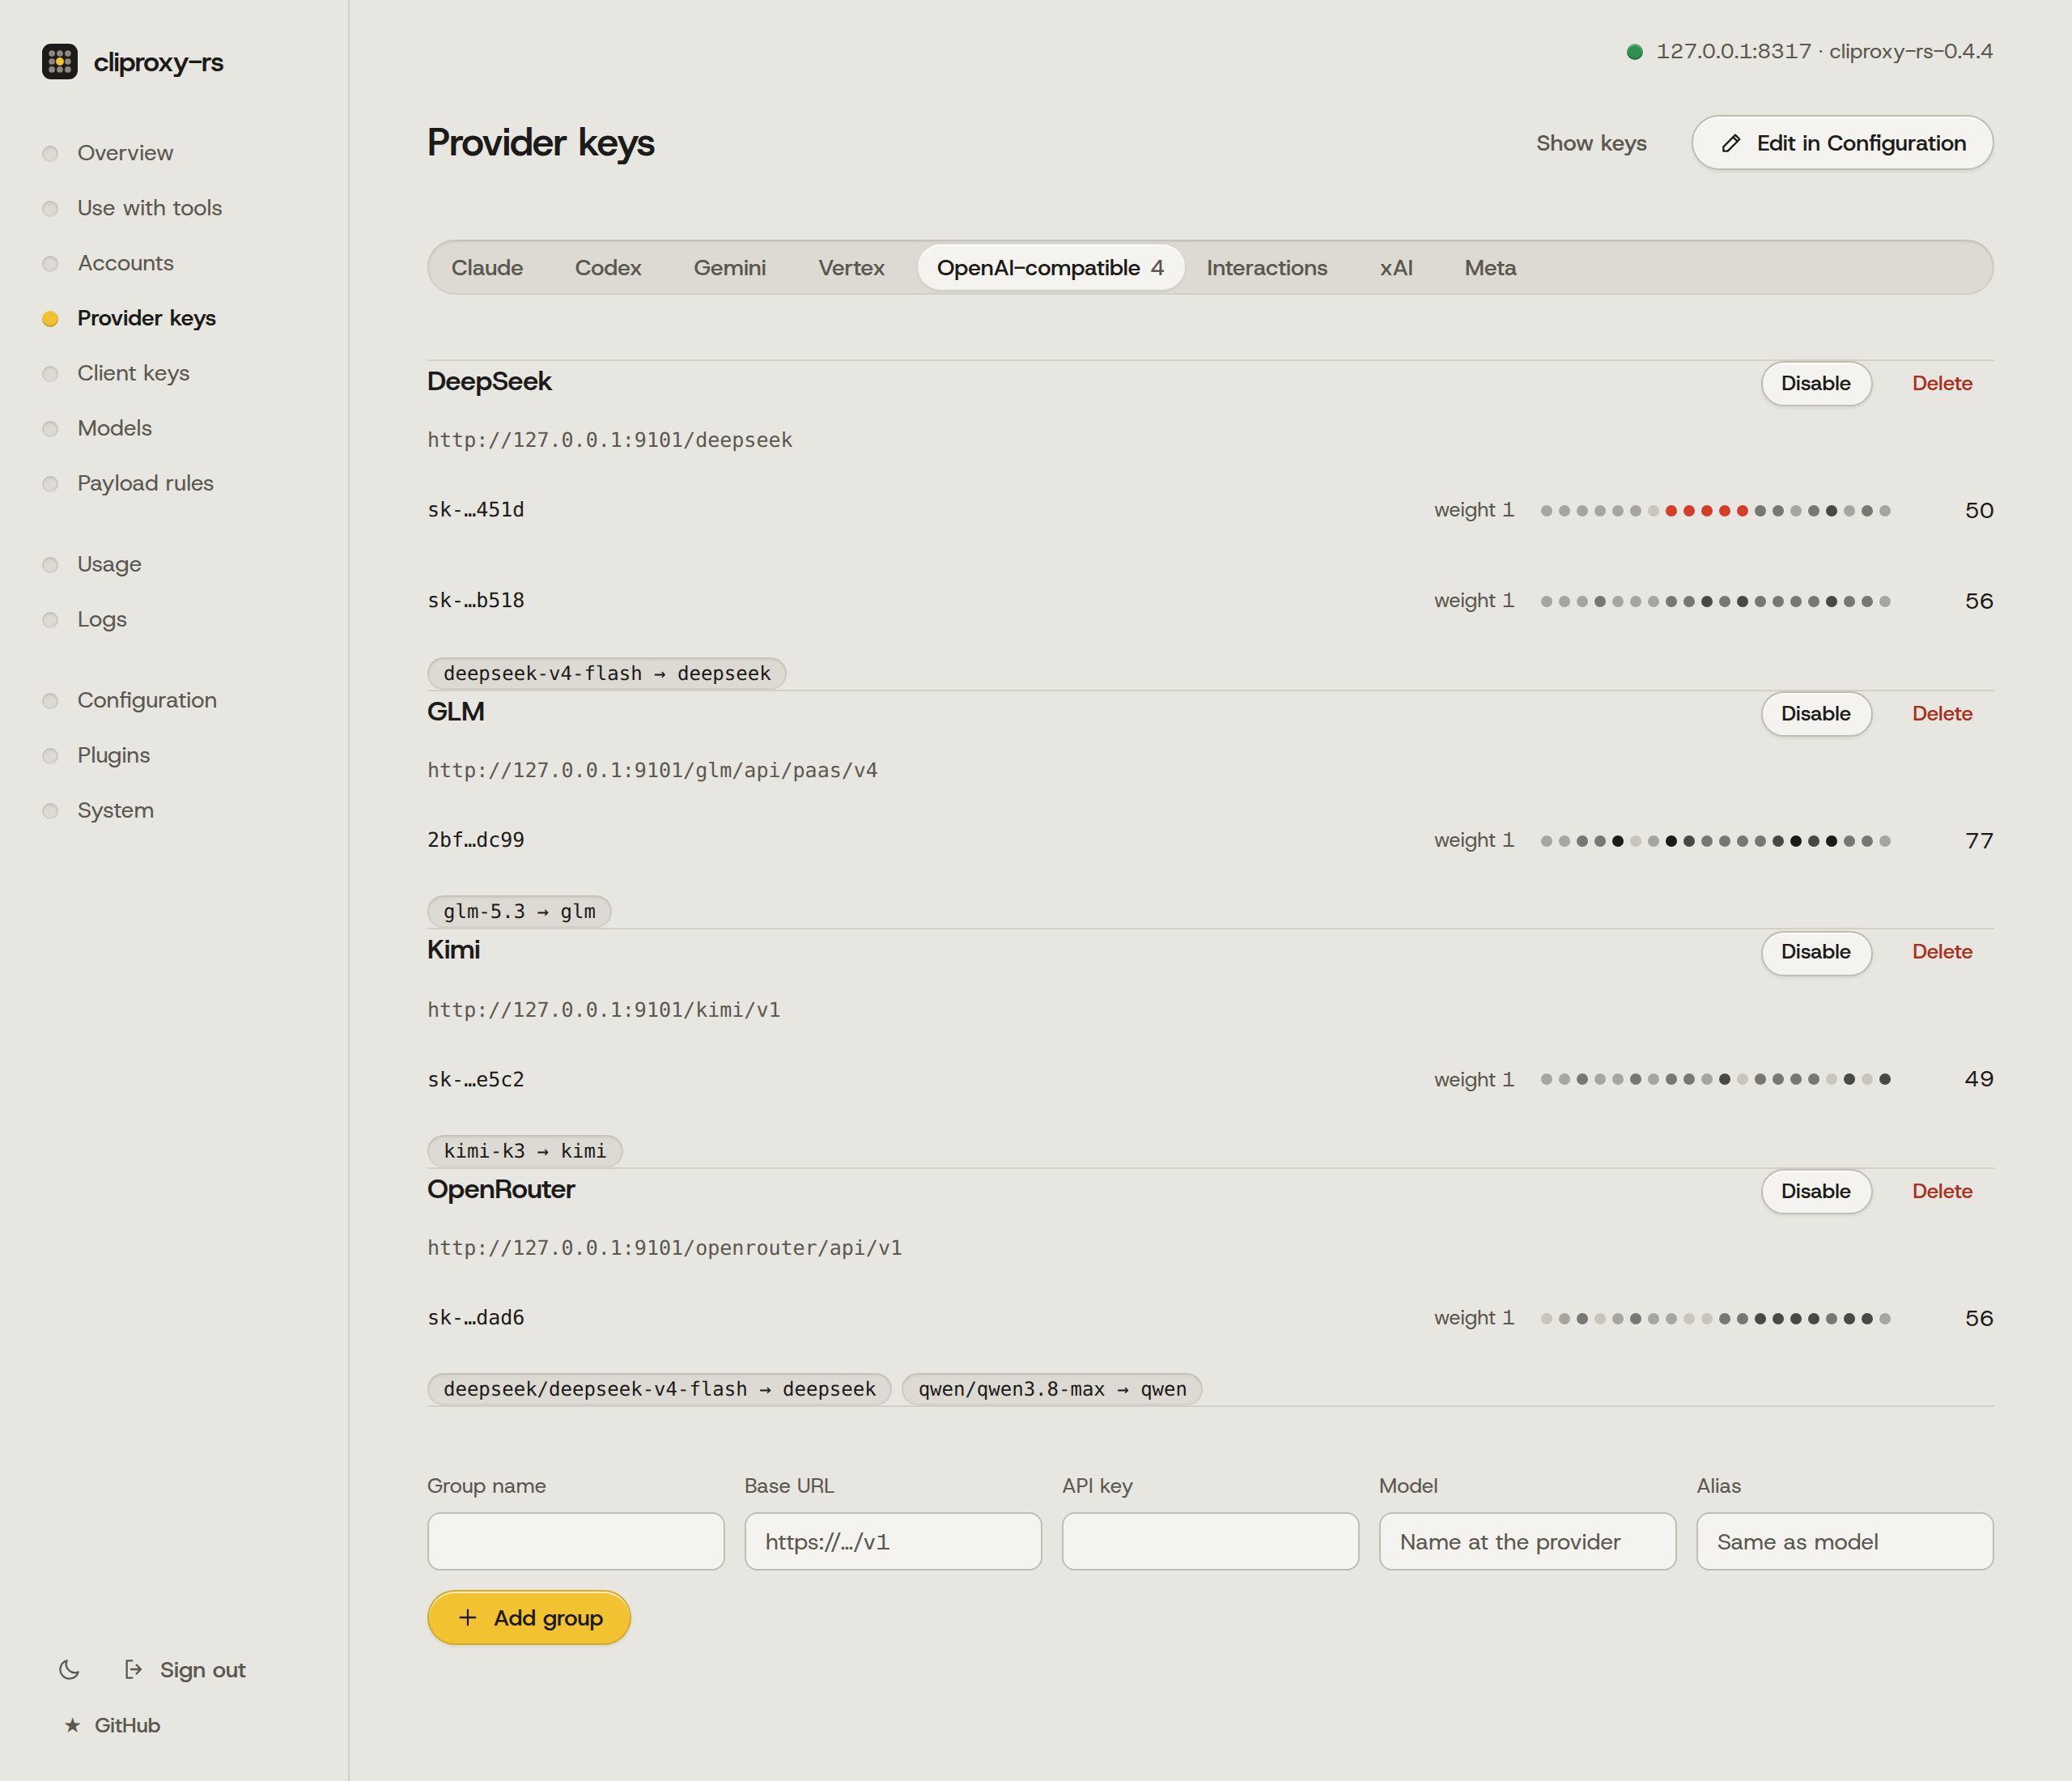 cliproxy-rs
127.0.0.1:8317 · cliproxy-rs-0.4.4
Overview
Use with tools
Accounts
Provider keys
Client keys
Models
Payload rules
Usage
Logs
Configuration
Plugins
System
Sign out
★ GitHub
Provider keys
Show keys
Edit in Configuration
Claude Codex Gemini Vertex OpenAI-compatible 4 Interactions xAI Meta
DeepSeek
Disable Delete
http://127.0.0.1:9101/deepseek
sk-…451d weight 1 50
sk-…b518 weight 1 56
deepseek-v4-flash → deepseek
GLM
Disable Delete
http://127.0.0.1:9101/glm/api/paas/v4
2bf…dc99 weight 1 77
glm-5.3 → glm
Kimi
Disable Delete
http://127.0.0.1:9101/kimi/v1
sk-…e5c2 weight 1 49
kimi-k3 → kimi
OpenRouter
Disable Delete
http://127.0.0.1:9101/openrouter/api/v1
sk-…dad6 weight 1 56
deepseek/deepseek-v4-flash → deepseek qwen/qwen3.8-max → qwen
Group name Base URL API key Model Alias
https://…/v1 Name at the provider Same as model
+ Add group